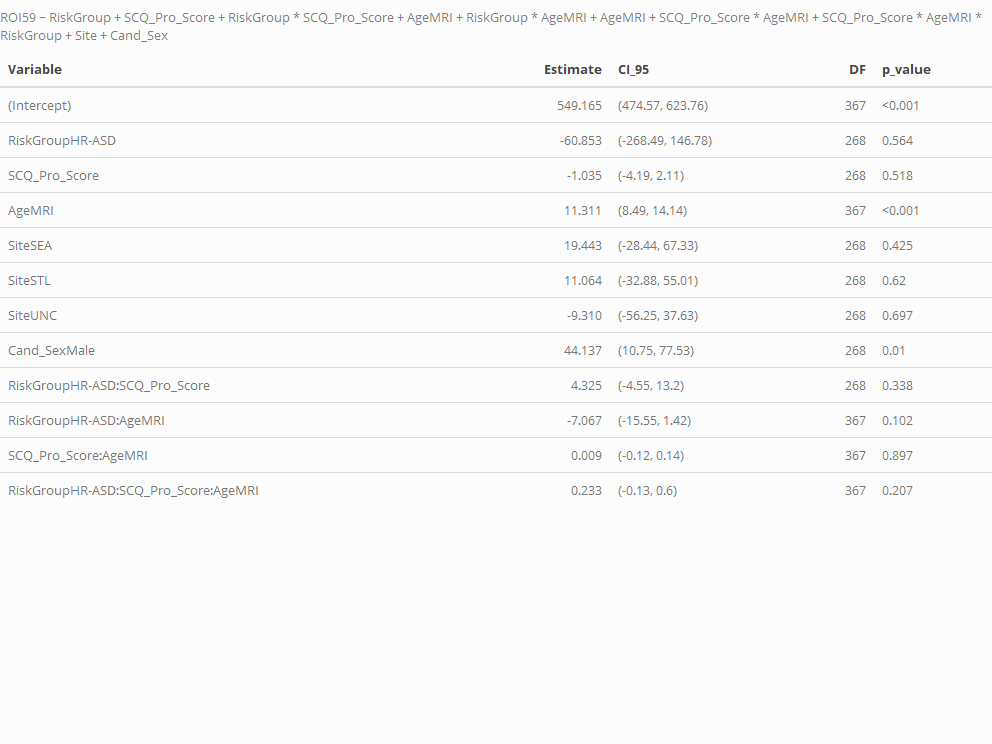 ROI59 ~ RiskGroup + SCQ_Pro_Score + RiskGroup * SCQ_Pro_Score + AgeMRI + RiskGroup * AgeMRI + AgeMRI + SCQ_Pro_Score * AgeMRI + SCQ_Pro_Score * AgeMRI *
RiskGroup + Site + Cand_Sex
Variable Estimate CI_95 DF p_value
(Intercept) 549.165 (474.57, 623.76) 367 <0.001
RiskGroupHR-ASD -60.853 (-268.49, 146.78) 268 0.564
SCQ_Pro_Score -1.035 (-4.19, 2.11) 268 0.518
AgeMRI 11.311 (8.49, 14.14) 367 <0.001
SiteSEA 19.443 (-28.44, 67.33) 268 0.425
SiteSTL 11.064 (-32.88, 55.01) 268 0.62
SiteUNC -9.310 (-56.25, 37.63) 268 0.697
Cand_SexMale 44.137 (10.75, 77.53) 268 0.01
RiskGroupHR-ASD:SCQ_Pro_Score 4.325 (-4.55, 13.2) 268 0.338
RiskGroupHR-ASD:AgeMRI -7.067 (-15.55, 1.42) 367 0.102
SCQ_Pro_Score:AgeMRI 0.009 (-0.12, 0.14) 367 0.897
RiskGroupHR-ASD:SCQ_Pro_Score:AgeMRI 0.233 (-0.13, 0.6) 367 0.207